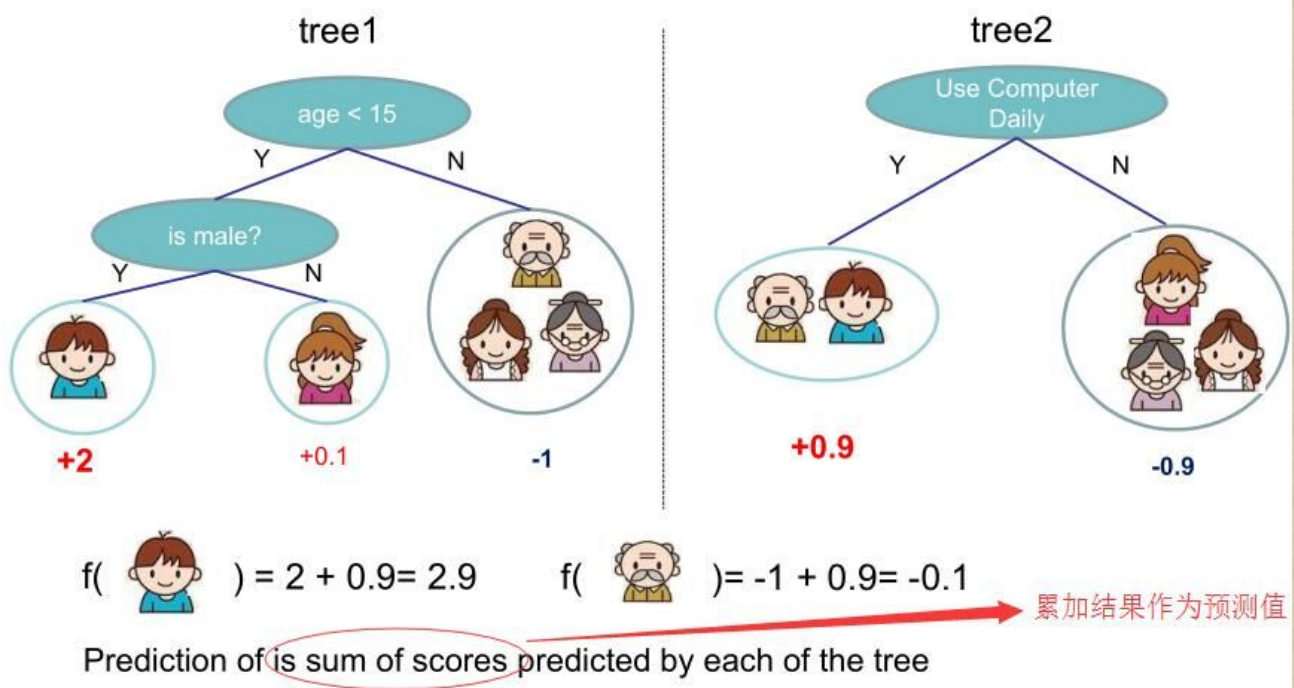 tree1
age < 15
Y
N
is male?
Y
N
+2
+0.1
-1
tree2
Use Computer
Daily
Y
N
+0.9
-0.9
f( ) = 2 + 0.9= 2.9
f( )= -1 + 0.9= -0.1
累加结果作为预测值
Prediction of is sum of scores predicted by each of the tree